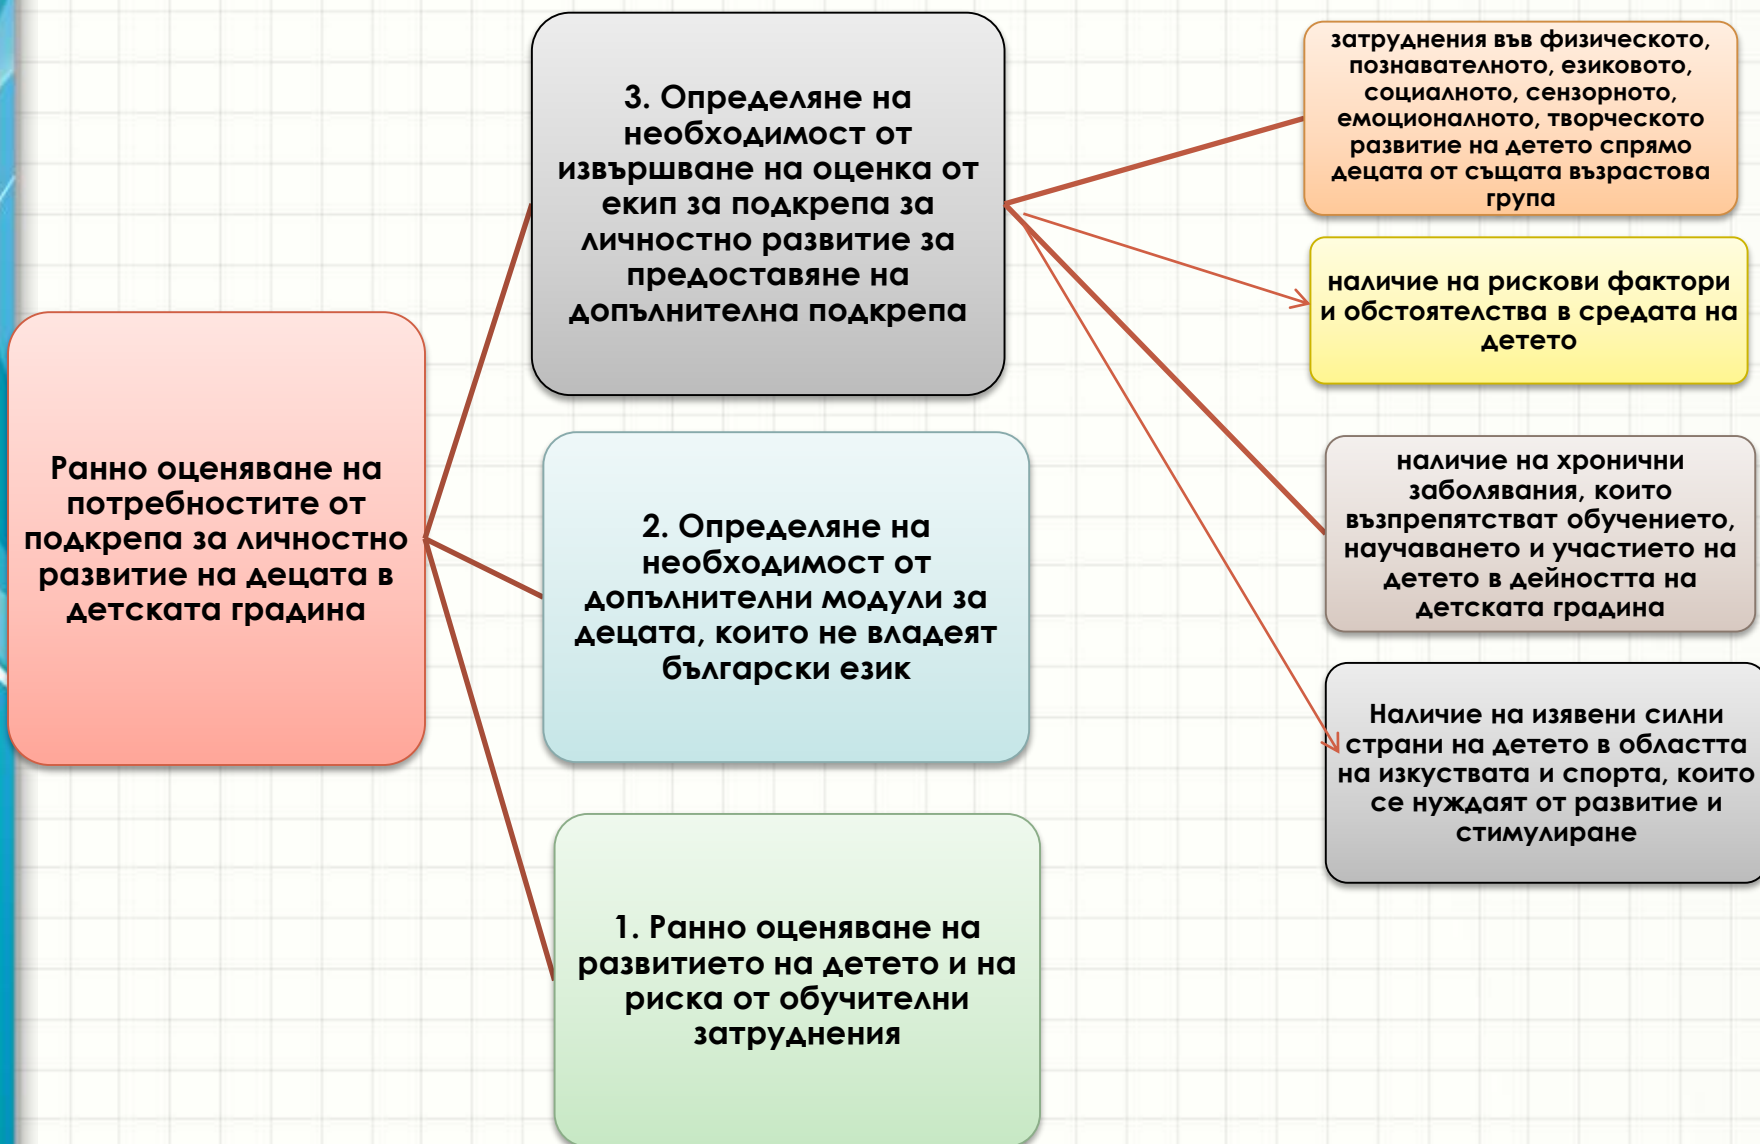 Ранно оценяване на
потребностите от
подкрепа за личностно
развитие на децата в
детската градина
3. Определяне на
необходимост от
извършване на оценка от
екип за подкрепа за
личностно развитие за
предоставяне на
допълнителна подкрепа
2. Определяне на
необходимост от
допълнителни модули за
децата, които не владеят
български език
1. Ранно оценяване на
развитието на детето и на
риска от обучителни
затруднения
затруднения във физическото,
познавателното, езиковото,
социалното, сензорното,
емоционалното, творческото
развитие на детето спрямо
децата от същата възрастова
група
наличие на рискови фактори
и обстоятелства в средата на
детето
наличие на хронични
заболявания, които
възпрепятстват обучението,
научаването и участието на
детето в дейността на
детската градина
Наличие на изявени силни
страни на детето в областта
на изкуствата и спорта, които
се нуждаят от развитие и
стимулиране